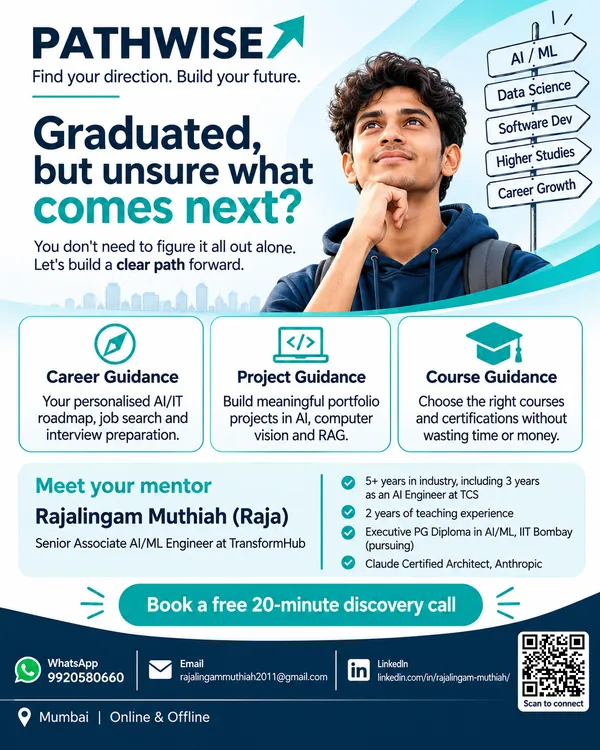 PATHWISE
Find your direction. Build your future.
Graduated,
but unsure what
comes next?
You don't need to figure it all out alone.
Let's build a clear path forward.
AI / ML
Data Science
Software Dev
Higher Studies
Career Growth
Career Guidance
Your personalised AI/IT
roadmap, job search and
interview preparation.
Project Guidance
</>
Build meaningful portfolio
projects in AI, computer
vision and RAG.
Course Guidance
Choose the right courses
and certifications without
wasting time or money.
Meet your mentor
Rajalingam Muthiah (Raja)
Senior Associate AI/ML Engineer at TransformHub
5+ years in industry, including 3 years
as an AI Engineer at TCS
2 years of teaching experience
Executive PG Diploma in AI/ML, IIT Bombay
(pursuing)
Claude Certified Architect, Anthropic
Book a free 20-minute discovery call
WhatsApp
9920580660
Email
rajalingammuthiah2011@gmail.com
in
LinkedIn
linkedin.com/in/rajalingam-muthiah/
Scan to connect
Mumbai | Online & Offline